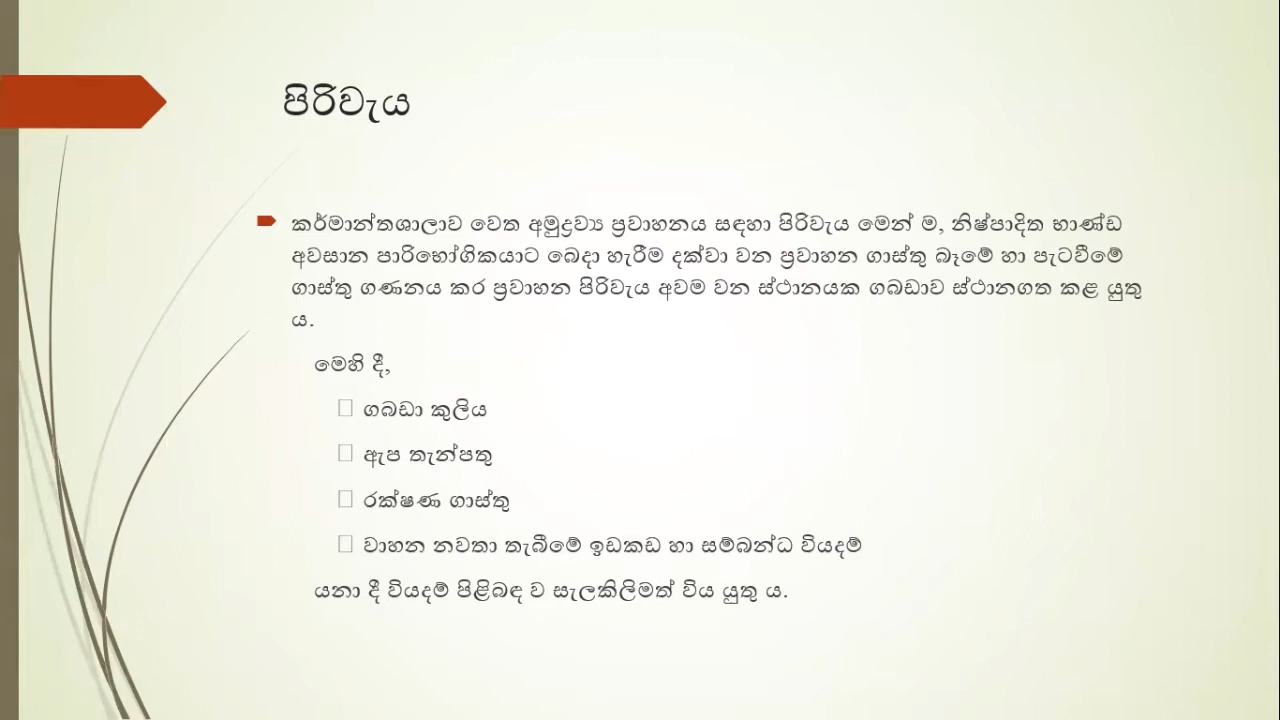 පිරිවැය
කර්මාන්තශාලාව වෙත අමුද්‍රව්‍ය ප්‍රවාහනය සඳහා පිරිවැය මෙන් ම, නිෂ්පාදිත භාණ්ඩ
අවසාන පාරිභෝගිකයාට බෙදා හැරීම දක්වා වන ප්‍රවාහන ගාස්තු බෑමේ හා පැටවීමේ
ගාස්තු ගණනය කර ප්‍රවාහන පිරිවැය අවම වන ස්ථානයක ගබඩාව ස්ථානගත කළ යුතු
ය.
මෙහි දී,
ගබඩා කුලිය
ඇප තැන්පතු
රක්ෂණ ගාස්තු
වාහන නවතා තැබීමේ ඉඩකඩ හා සම්බන්ධ වියදම්
යනා දී වියදම් පිළිබඳ ව සැලකිලිමත් විය යුතු ය.